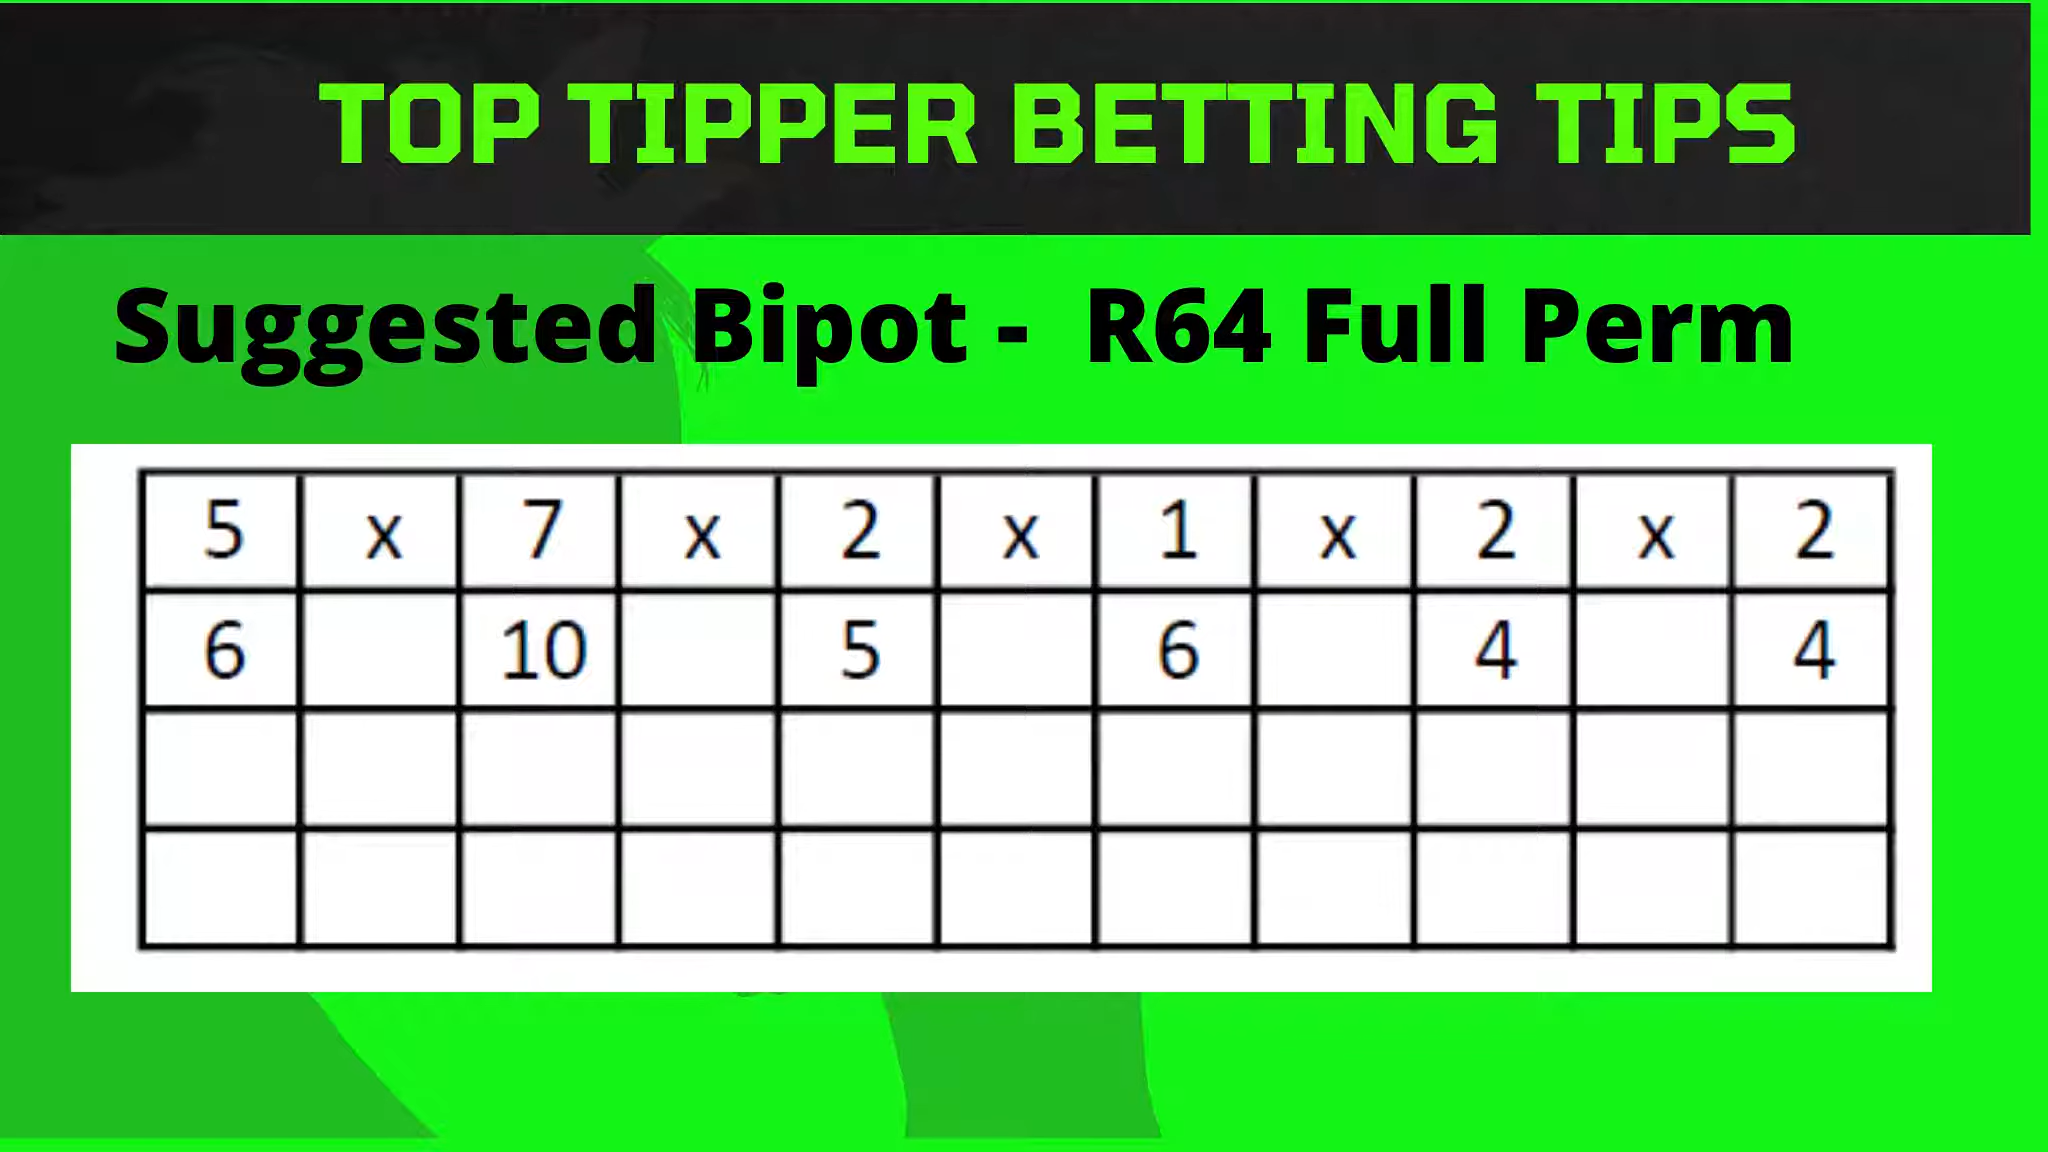 TOP TIPPER BETTING TIPS
Suggested Bipot - R64 Full Perm
5 x 7 x 2 x 1 x 2 x 2
6 10 5 6 4 4